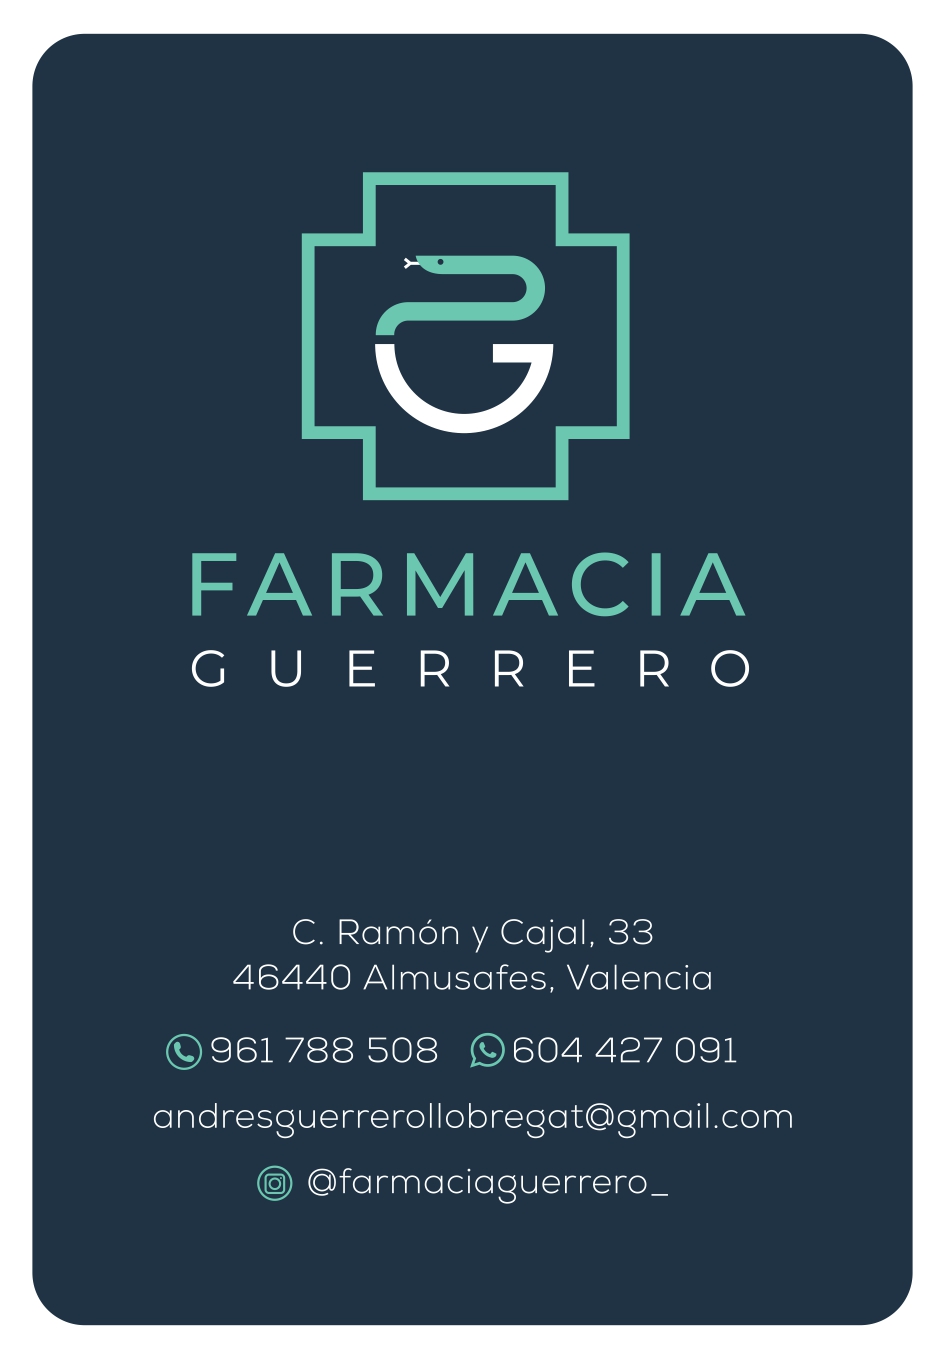 FARMACIA
GUERRERO
C. Ramón y Cajal, 33
46440 Almusafes, Valencia
961 788 508 604 427 091
andresguerrerollobregat@gmail.com
@farmaciaguerrero_